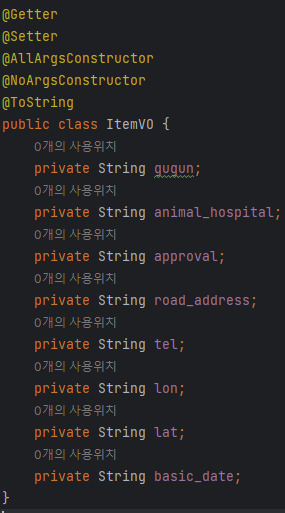 @Getter
@Setter
@AllArgsConstructor
@NoArgsConstructor
@ToString
public class ItemVO {
0개의 사용위치
private String gugun;
0개의 사용위치
private String animal_hospital;
0개의 사용위치
private String approval;
0개의 사용위치
private String road_address;
0개의 사용위치
private String tel;
0개의 사용위치
private String lon;
0개의 사용위치
private String lat;
0개의 사용위치
private String basic_date;
}